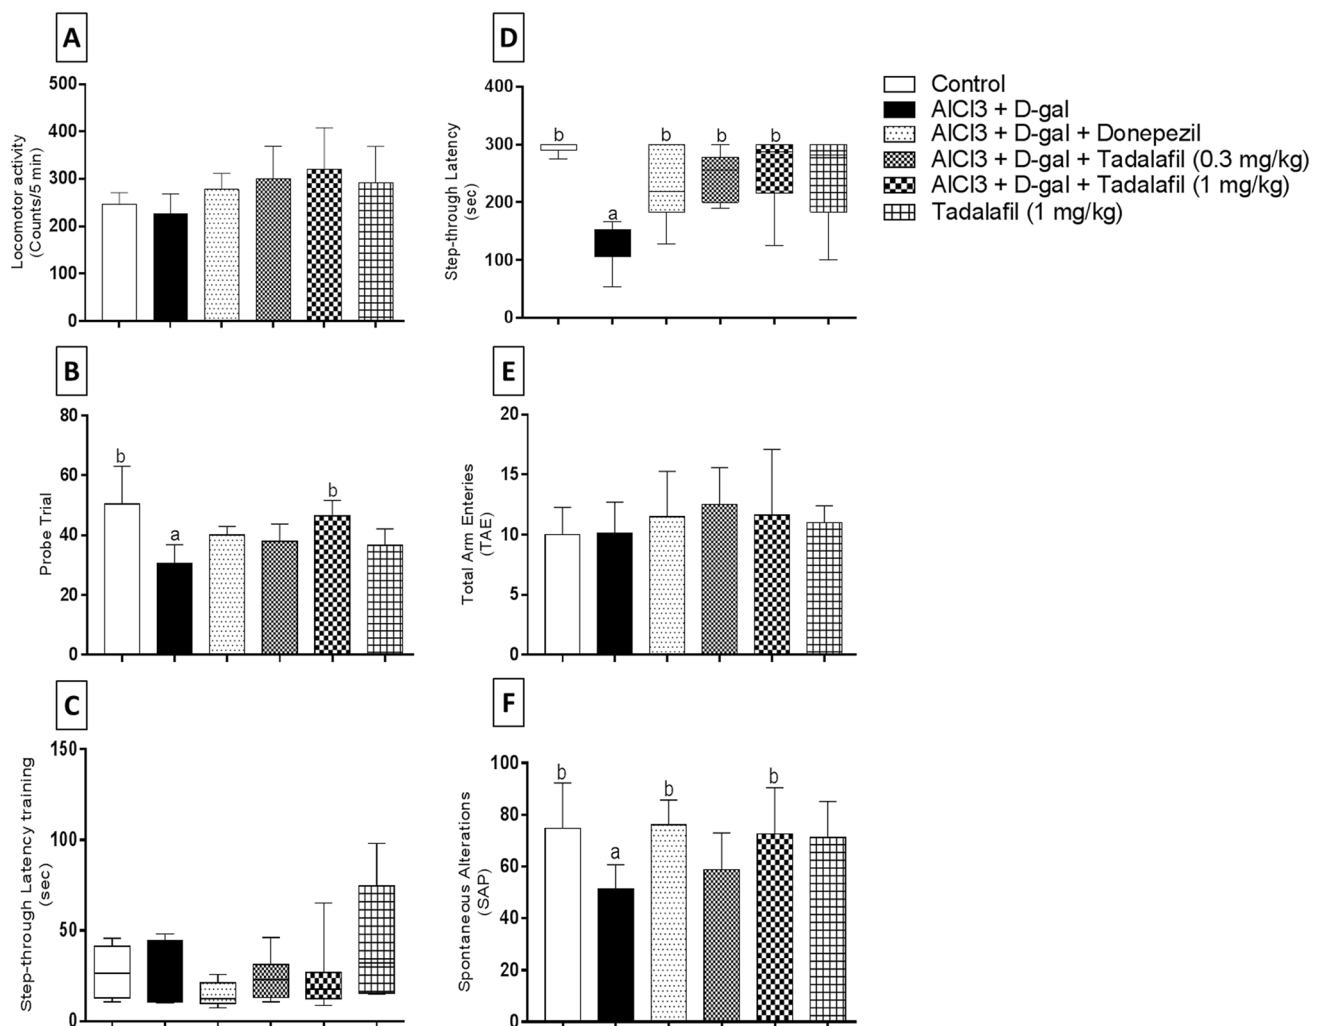 A
Locomotor activity
(Counts/5 min)
500
400
300
200
100
0
D
Step-through Latency
(sec)
400
300
200
100
0
b
a
b
b
b
Control
AlCl3 + D-gal
AlCl3 + D-gal + Donepezil
AlCl3 + D-gal + Tadalafil (0.3 mg/kg)
AlCl3 + D-gal + Tadalafil (1 mg/kg)
Tadalafil (1 mg/kg)
B
Probe Trial
80
60
40
20
0
b
a
b
E
Total Arm Enteries
(TAE)
20
15
10
5
0
C
Step-through Latency training
(sec)
150
100
50
0
F
Spontaneous Alterations
(SAP)
100
80
60
40
20
0
b
a
b
b